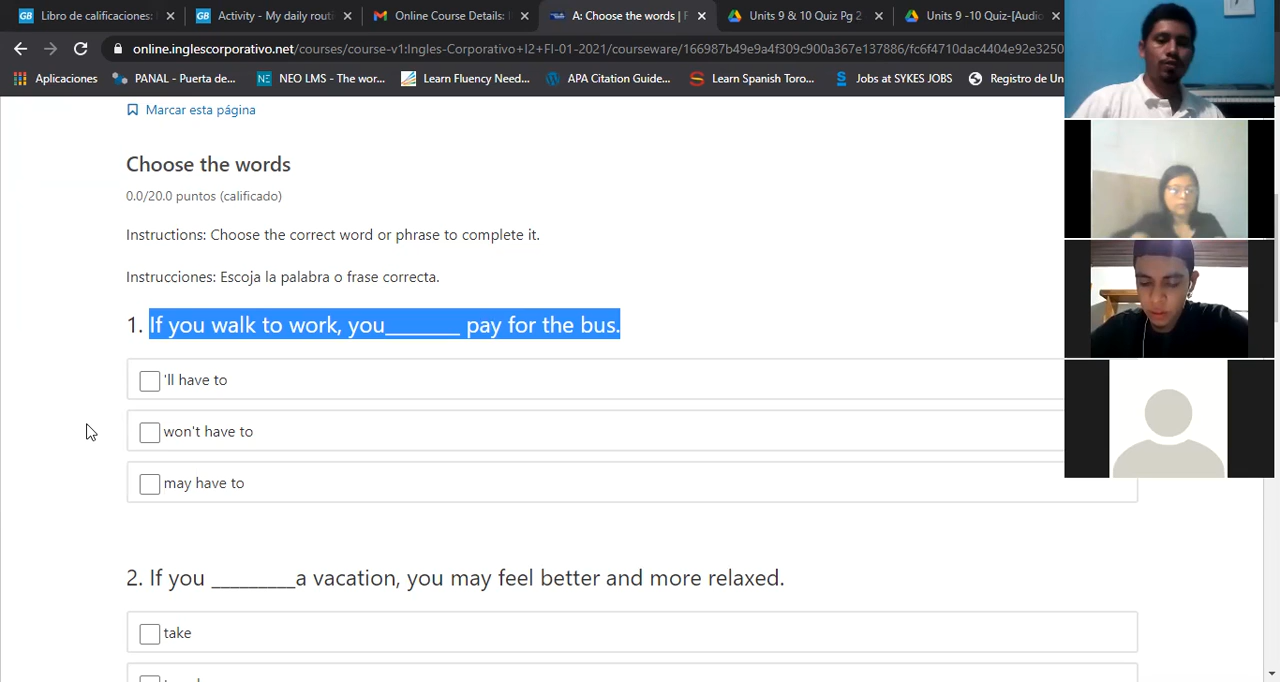 Libro de calificaciones:
Activity - My daily routi
Online Course Details:
A: Choose the words | F
Units 9 & 10 Quiz Pg 2
Units 9 -10 Quiz-[Audio
online.inglescorporativo.net/courses/course-v1:Ingles-Corporativo+I2+FI-01-2021/courseware/166987b49e9a4f309c900a367e137886/fc6f4710dac4404e92e3250
Aplicaciones
PANAL - Puerta de...
NEO LMS - The wor...
Learn Fluency Need...
APA Citation Guide...
Learn Spanish Toro...
Jobs at SYKES JOBS
Registro de Un
Marcar esta página
Choose the words
0.0/20.0 puntos (calificado)
Instructions: Choose the correct word or phrase to complete it.
Instrucciones: Escoja la palabra o frase correcta.
1. If you walk to work, you_______ pay for the bus.
'll have to
won't have to
may have to
2. If you _________a vacation, you may feel better and more relaxed.
take